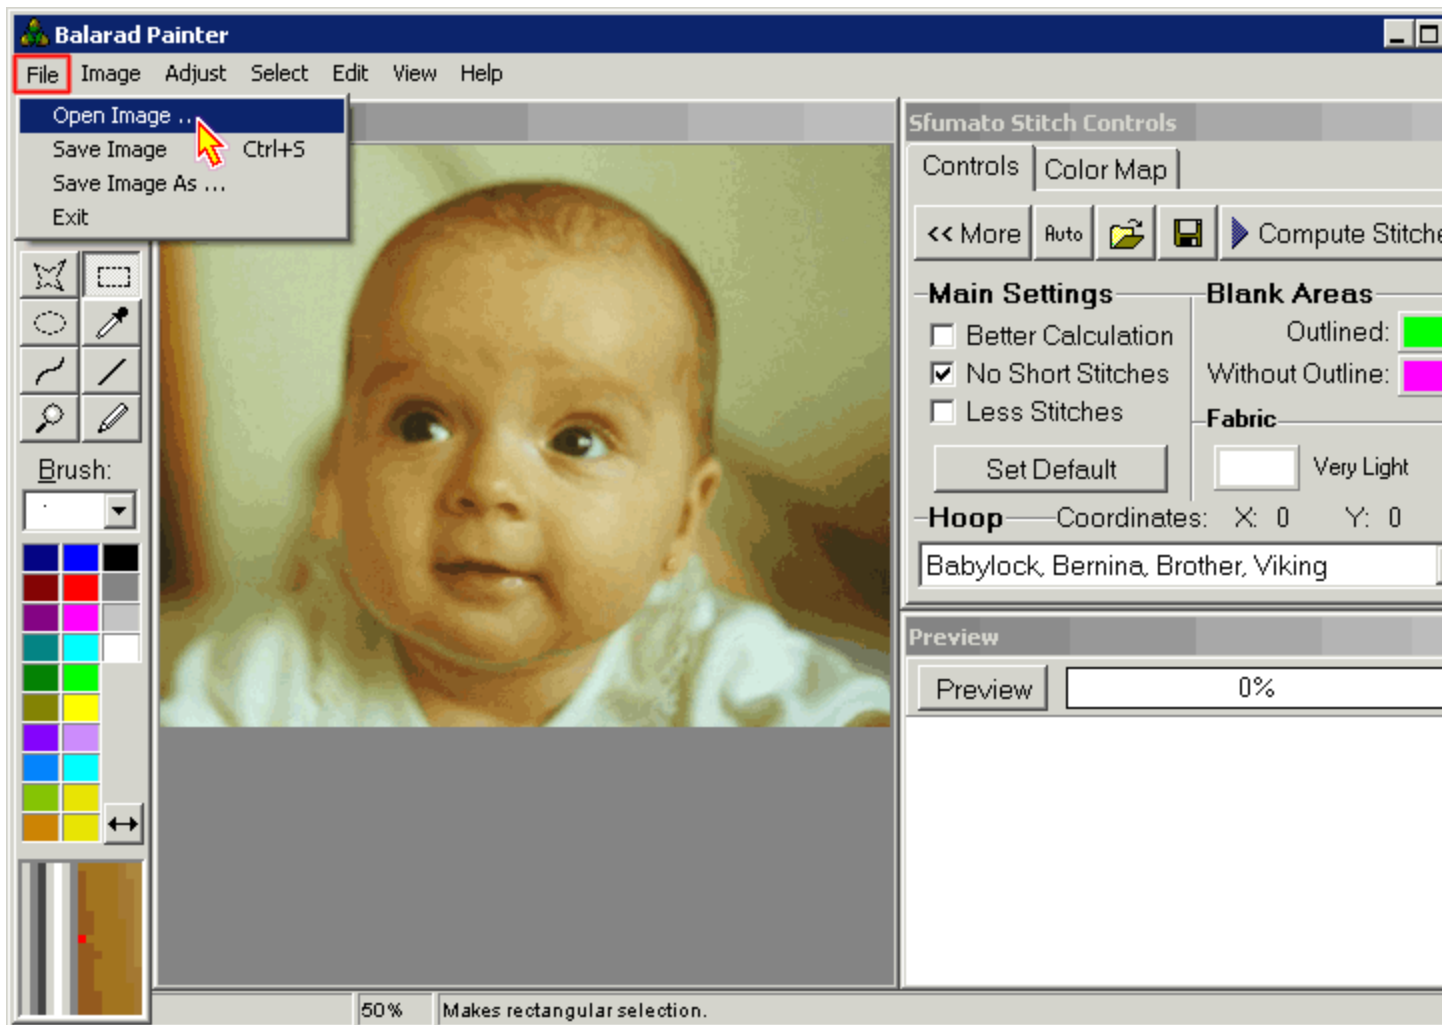 Balarad Painter
File Image Adjust Select Edit View Help
Open Image ...
Save Image Ctrl+S
Save Image As ...
Exit
Brush:
Sfumato Stitch Controls
Controls Color Map
<< More Auto Compute Stitche
Main Settings
Better Calculation
No Short Stitches
Less Stitches
Set Default
Blank Areas
Outlined:
Without Outline:
Fabric
Very Light
Hoop Coordinates: X: 0 Y: 0
Babylock, Bernina, Brother, Viking
Preview
Preview 0%
50% Makes rectangular selection.